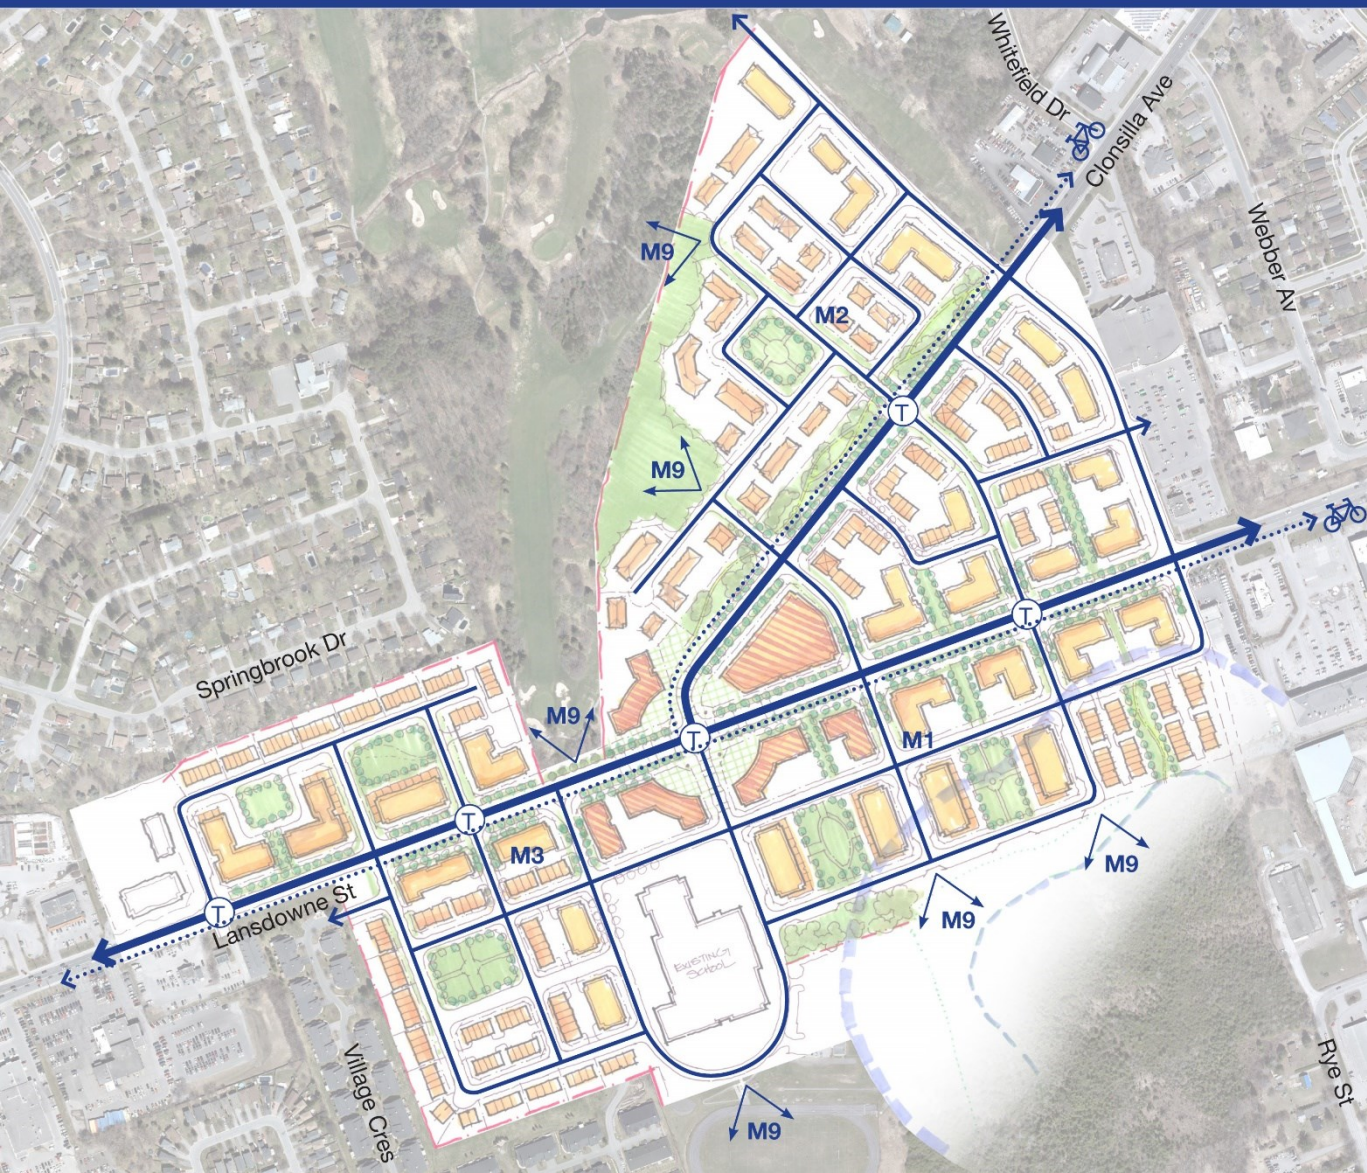 Whitefield Dr
Clonsilla Ave
Webber Av
M9
M2
T
M9
T
Springbrook Dr
M9
T
M1
T
M3
M9
T
Lansdowne St
M9
EXISTING
SCHOOL
Village Cres
Rye St
M9